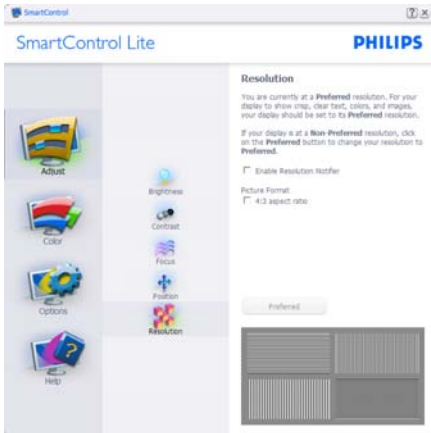 SmartControl
SmartControl Lite
PHILIPS
Adjust
Color
Options
Help
Brightness
Contrast
Focus
Position
Resolution
Resolution
You are currently at a Preferred resolution. For your
display to show crisp, clear text, colors, and images,
your display should be set to its Preferred resolution.
If your display is at a Non-Preferred resolution, click
on the Preferred button to change your resolution to
Preferred.
Enable Resolution Notifier
Picture Format
4:3 aspect ratio
Preferred